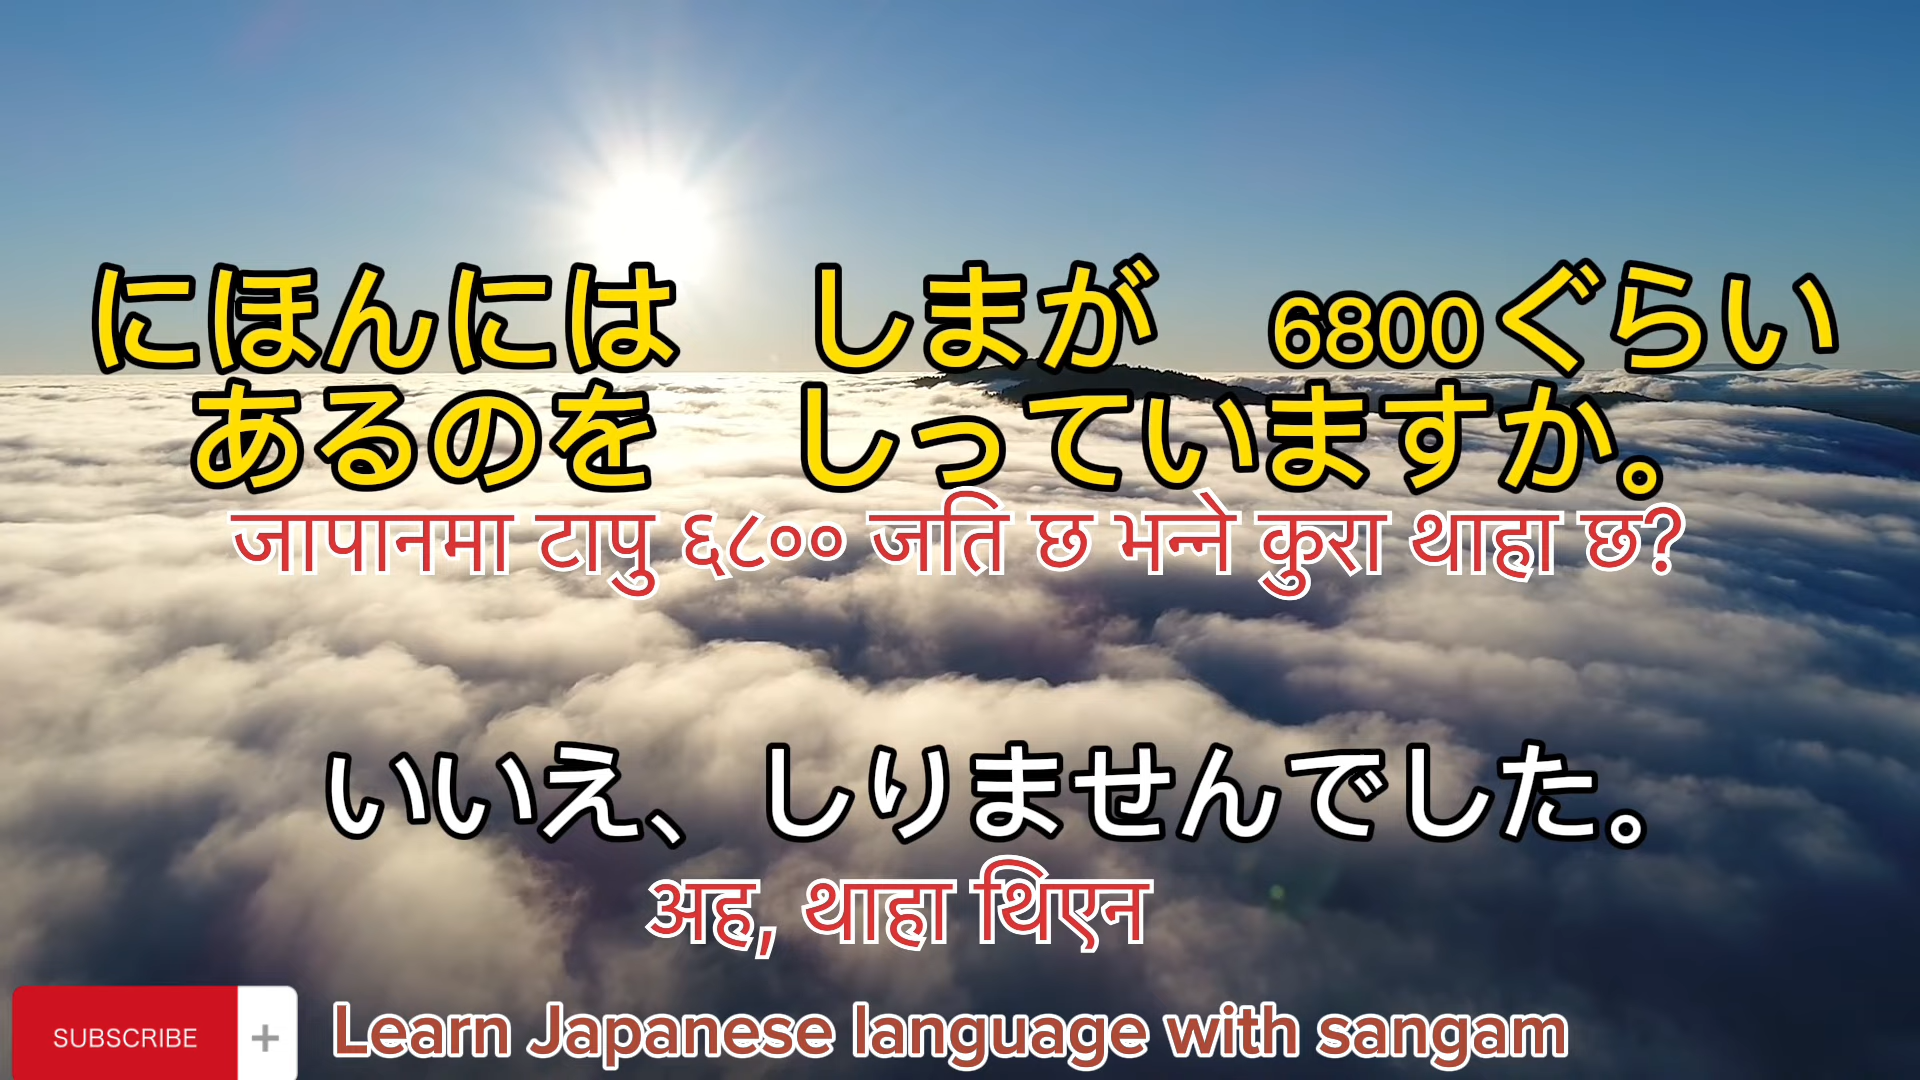 にほんには　しまが　6800ぐらい
あるのを　しっていますか。
जापानमा टापु ६८०० जति छ भन्ने कुरा थाहा छ?
いいえ、しりませんでした。
अह, थाहा थिएन
SUBSCRIBE +
Learn Japanese language with sangam